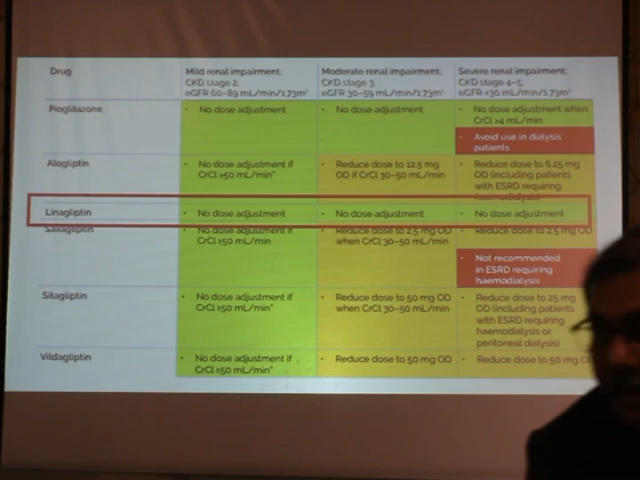 Drug
Mild renal impairment;
CKD stage 2;
eGFR 60–89 mL/min/1.73m²
Moderate renal impairment;
CKD stage 3;
eGFR 30–59 mL/min/1.73m²
Severe renal impairment;
CKD stage 4–5;
eGFR <30 mL/min/1.73m²
Pioglitazone
• No dose adjustment
• No dose adjustment
• No dose adjustment when
CrCl >4 mL/min
• Avoid use in dialysis
patients
Alogliptin
• No dose adjustment if
CrCl >50 mL/min*
• Reduce dose to 12.5 mg
OD if CrCl 30–50 mL/min
• Reduce dose to 6.25 mg
OD (including patients
with ESRD requiring
haemodialysis)
Linagliptin
• No dose adjustment
• No dose adjustment
• No dose adjustment
Saxagliptin
• No dose adjustment if
CrCl ≥50 mL/min
• Reduce dose to 2.5 mg OD
when CrCl 30–50 mL/min
• Reduce dose to 2.5 mg OD
• Not recommended
in ESRD requiring
haemodialysis
Sitagliptin
• No dose adjustment if
CrCl ≥50 mL/min*
• Reduce dose to 50 mg OD
when CrCl 30–50 mL/min
• Reduce dose to 25 mg
OD (including patients
with ESRD requiring
haemodialysis or
peritoneal dialysis)
Vildagliptin
• No dose adjustment if
CrCl ≥50 mL/min*
• Reduce dose to 50 mg OD
• Reduce dose to 50 mg OD